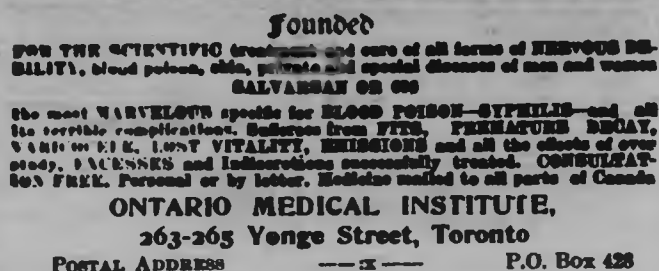 Founded
FOR THE SCIENTIFIC treatment and care of all forms of NERVOUS DE-
BILITY, blood poison, skin, private and special diseases of men and women
SALVARSAN OR 606
the most MARVELOUS specific for BLOOD POISON—SYPHILIS—and all
its terrible complications. Sufferers from FITS, PREMATURE DECAY,
VARICOCELE, LOST VITALITY, EMISSIONS and all the effects of over
study, EXCESSES and Indiscretions successfully treated. CONSULTAT-
ION FREE. Personal or by letter. Medicine mailed to all parts of Canada
ONTARIO MEDICAL INSTITUTE,
263-265 Yonge Street, Toronto
POSTAL ADDRESS —:x— P.O. Box 428